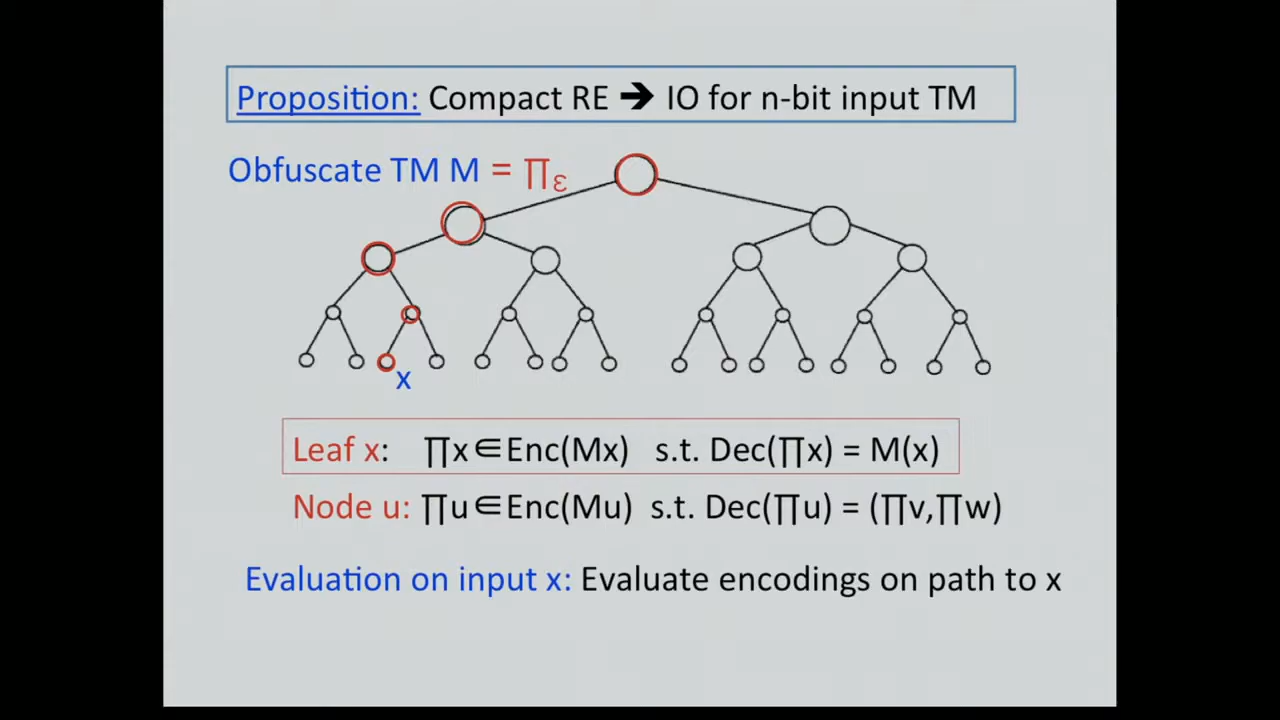 Proposition: Compact RE ➔ IO for n-bit input TM
Obfuscate TM M = ∏ε
x
Leaf x: ∏x∈Enc(Mx) s.t. Dec(∏x) = M(x)
Node u: ∏u∈Enc(Mu) s.t. Dec(∏u) = (∏v,∏w)
Evaluation on input x: Evaluate encodings on path to x